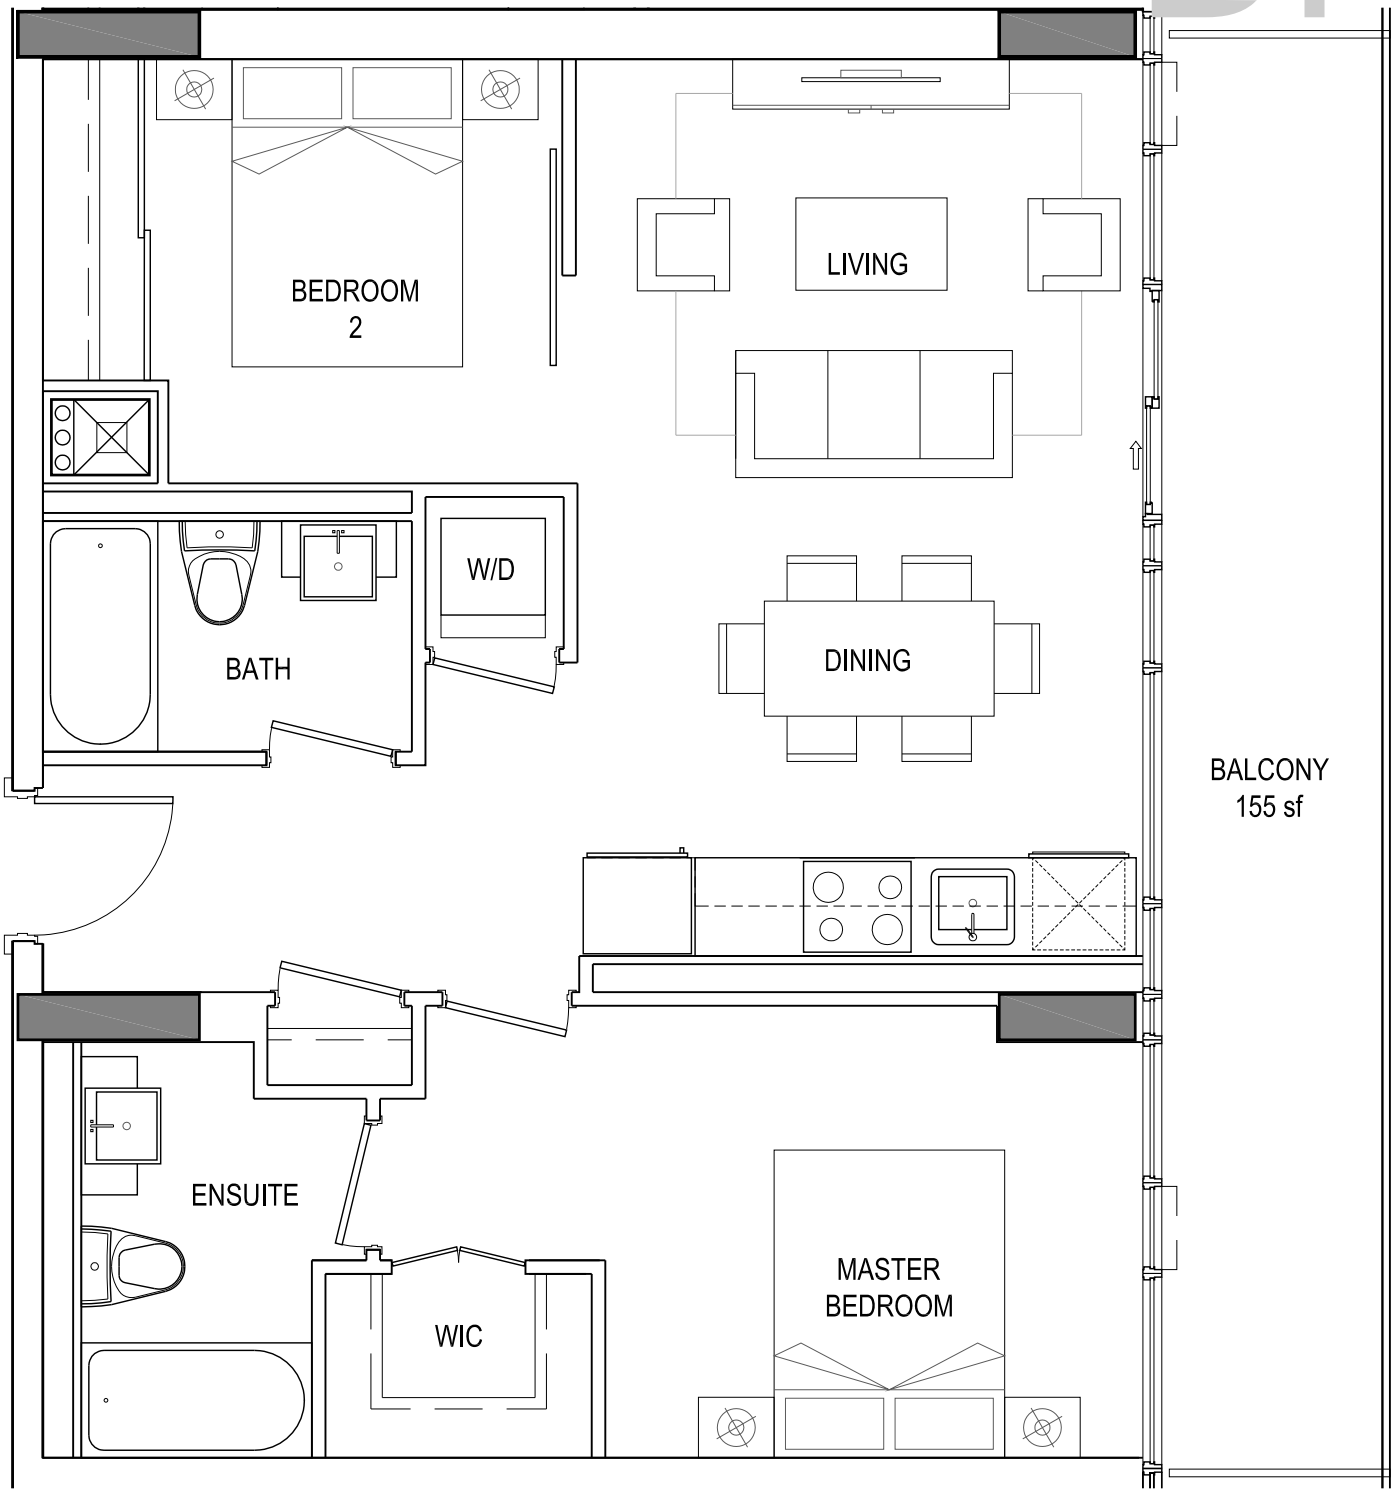 BEDROOM
2
LIVING
W/D
BATH
DINING
BALCONY
155 sf
ENSUITE
WIC
MASTER
BEDROOM